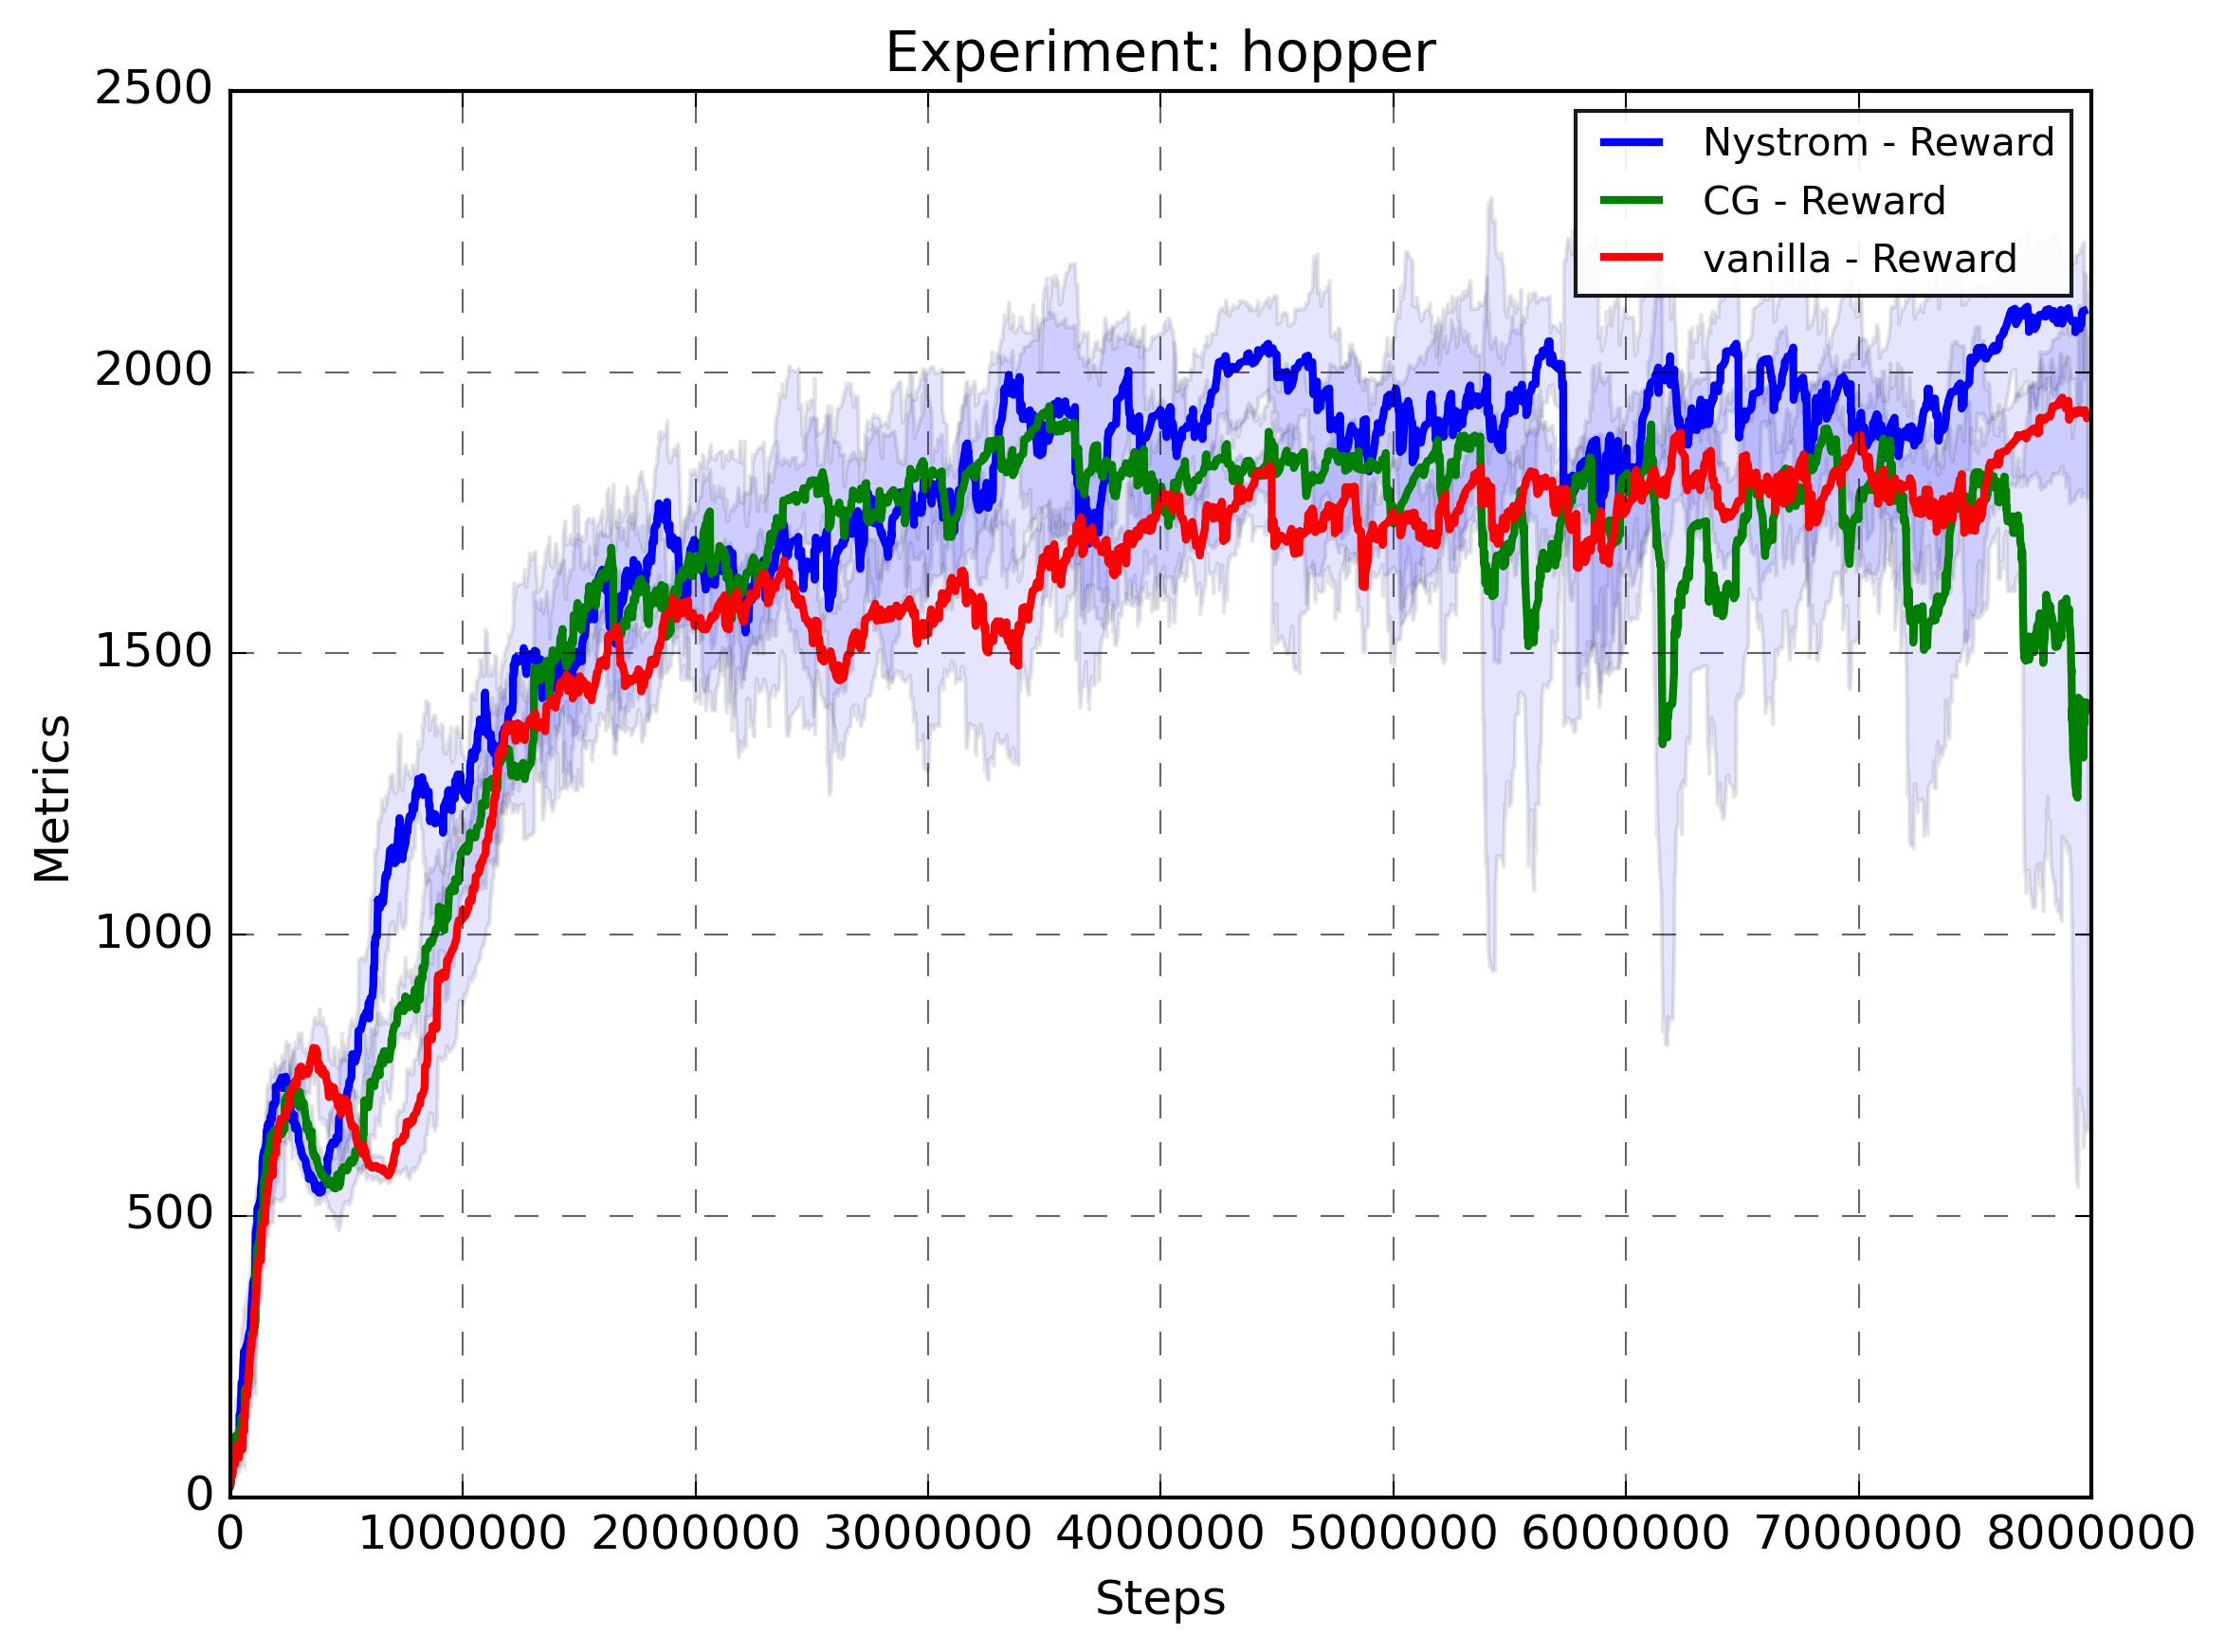 Experiment: hopper
2500
2000
1500
1000
500
0
Metrics
Nystrom - Reward
CG - Reward
vanilla - Reward
0 1000000 2000000 3000000 4000000 5000000 6000000 7000000 8000000
Steps